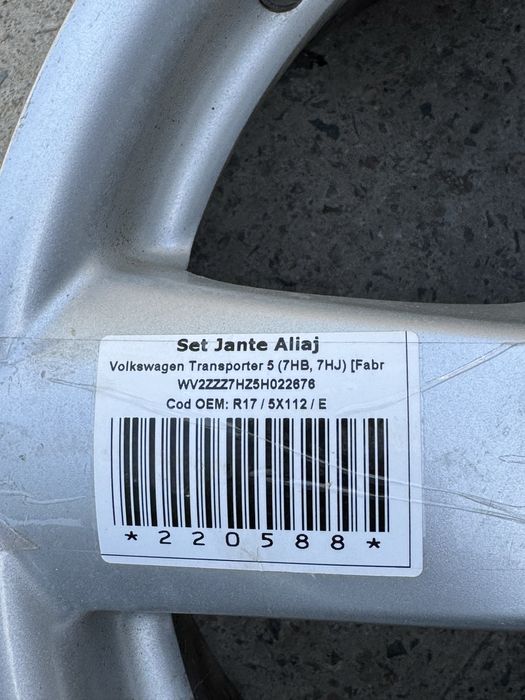 Set Jante Aliaj
Volkswagen Transporter 5 (7HB, 7HJ) [Fabr
WV2ZZZ7HZ5H022676
Cod OEM: R17 / 5X112 / E
*220588*